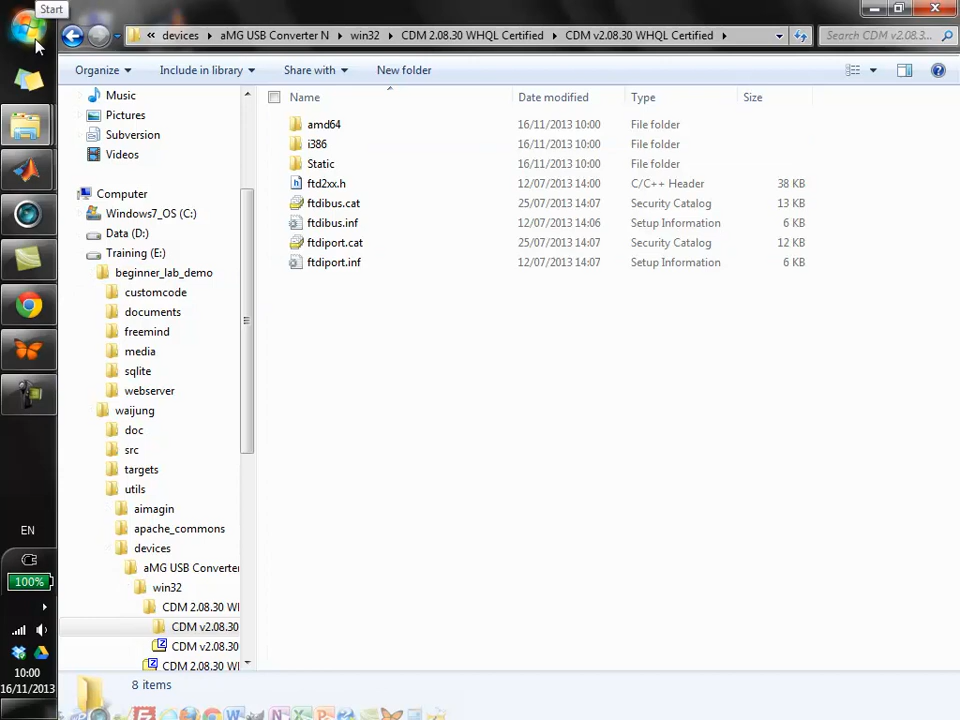 Start
« devices aMG USB Converter N win32 CDM 2.08.30 WHQL Certified CDM v2.08.30 WHQL Certified
Search CDM v2.08.3...
Organize Include in library Share with New folder
Name Date modified Type Size
Music
Pictures
Subversion
Videos
Computer
Windows7_OS (C:)
Data (D:)
Training (E:)
beginner_lab_demo
customcode
documents
freemind
media
sqlite
webserver
waijung
doc
src
targets
utils
aimagin
apache_commons
devices
aMG USB Converter
win32
CDM 2.08.30 WH
CDM v2.08.30
CDM v2.08.30
CDM 2.08.30 WH
amd64 16/11/2013 10:00 File folder
i386 16/11/2013 10:00 File folder
Static 16/11/2013 10:00 File folder
ftd2xx.h 12/07/2013 14:00 C/C++ Header 38 KB
ftdibus.cat 25/07/2013 14:07 Security Catalog 13 KB
ftdibus.inf 12/07/2013 14:06 Setup Information 6 KB
ftdiport.cat 25/07/2013 14:07 Security Catalog 12 KB
ftdiport.inf 12/07/2013 14:07 Setup Information 6 KB
8 items
EN
100%
10:00
16/11/2013